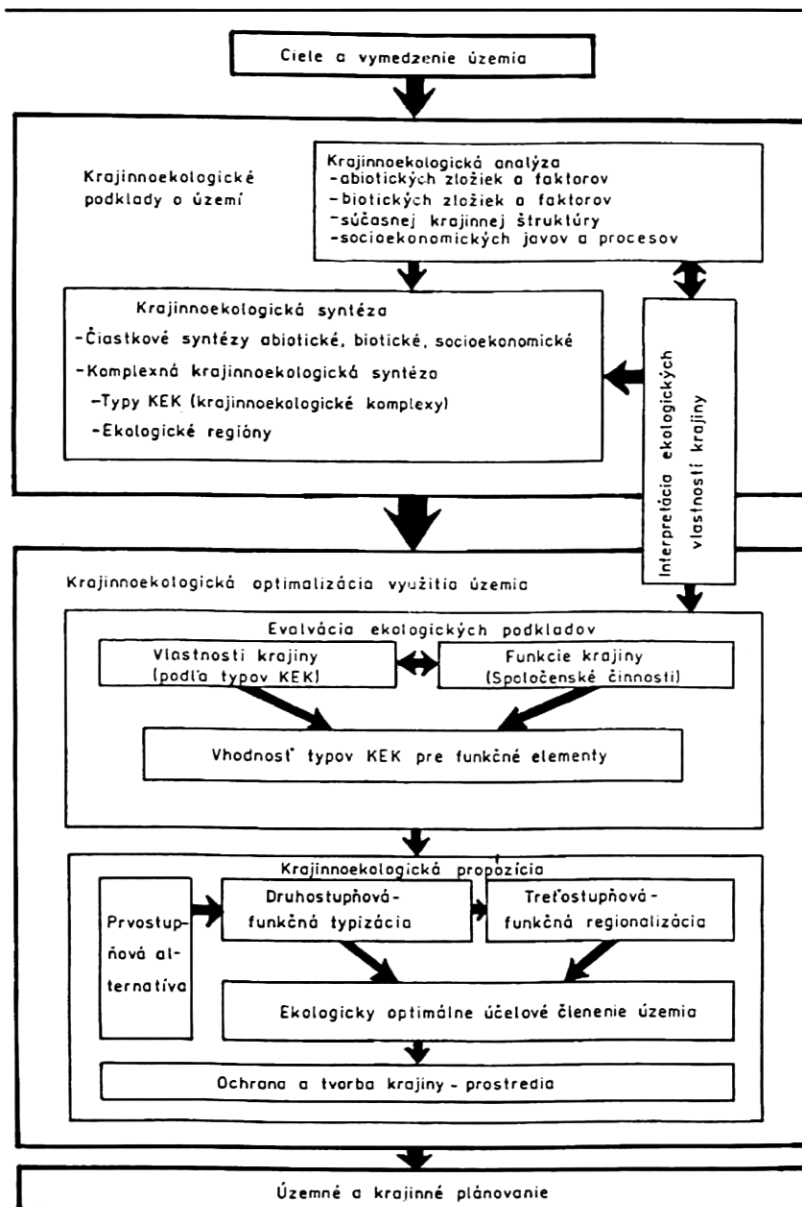 Ciele a vymedzenie územia
Krajinnoekologické
podklady o území
Krajinnoekologická analýza
-abiotických zložiek a faktorov
-biotických zložiek a faktorov
-súčasnej krajinnej štruktúry
-socioekonomických javov a procesov
Krajinnoekologická syntéza
-Čiastkové syntézy abiotické, biotické, socioekonomické
-Komplexná krajinnoekologická syntéza
-Typy KEK (krajinnoekologické komplexy)
-Ekologické regióny
Interpretácia ekologických
vlastností krajiny
Krajinnoekologická optimalizácia využitia územia
Evalvácia ekologických podkladov
Vlastnosti krajiny
(podľa typov KEK)
Funkcie krajiny
(Spoločenské činnosti)
Vhodnosť typov KEK pre funkčné elementy
Krajinnoekologická propozícia
Prvostup-
ňová al-
ternatíva
Druhostupňová-
funkčná typizácia
Treťostupňová-
funkčná regionalizácia
Ekologicky optimálne účelové členenie územia
Ochrana a tvorba krajiny - prostredia
Územné a krajinné plánovanie